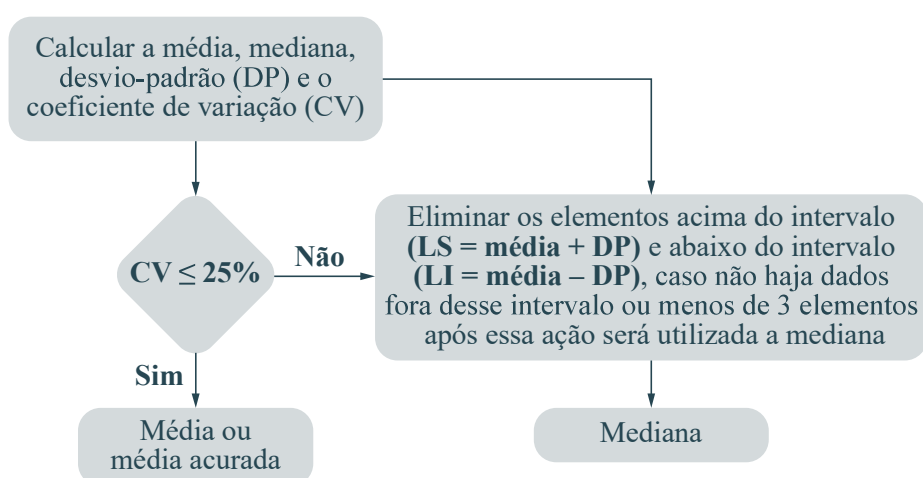 Calcular a média, mediana,
desvio-padrão (DP) e o
coeficiente de variação (CV)
CV ≤ 25%
Não
Eliminar os elementos acima do intervalo
(LS = média + DP) e abaixo do intervalo
(LI = média – DP), caso não haja dados
fora desse intervalo ou menos de 3 elementos
após essa ação será utilizada a mediana
Sim
Média ou
média acurada
Mediana